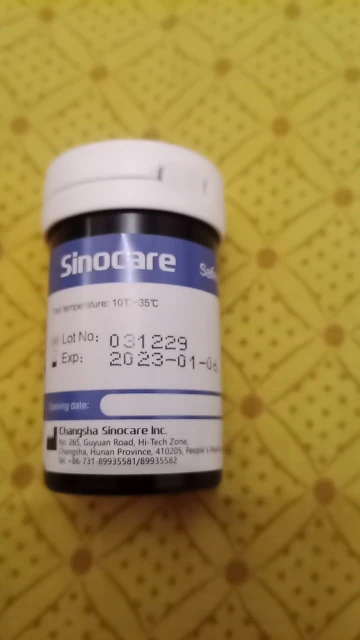 Sinocare
temperature: 10°C~35°C
Lot No: 031229
Exp: 2023-01-0
Opening date:
Changsha Sinocare Inc.
No. 265, Guyuan Road, Hi-Tech Zone,
Changsha, Hunan Province, 410205, People's
Tel: +86-731-89935581/89935582